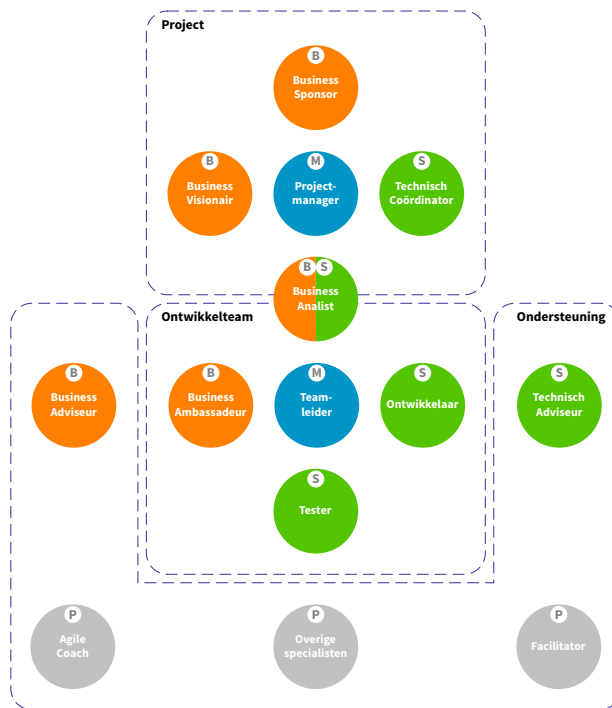 Project
B
Business
Sponsor
B
Business
Visionair
M
Project-
manager
S
Technisch
Coördinator
B S
Business
Analist
Ontwikkelteam
Ondersteuning
B
Business
Adviseur
B
Business
Ambassadeur
M
Team-
leider
S
Ontwikkelaar
S
Technisch
Adviseur
S
Tester
P
Agile
Coach
P
Overige
specialisten
P
Facilitator